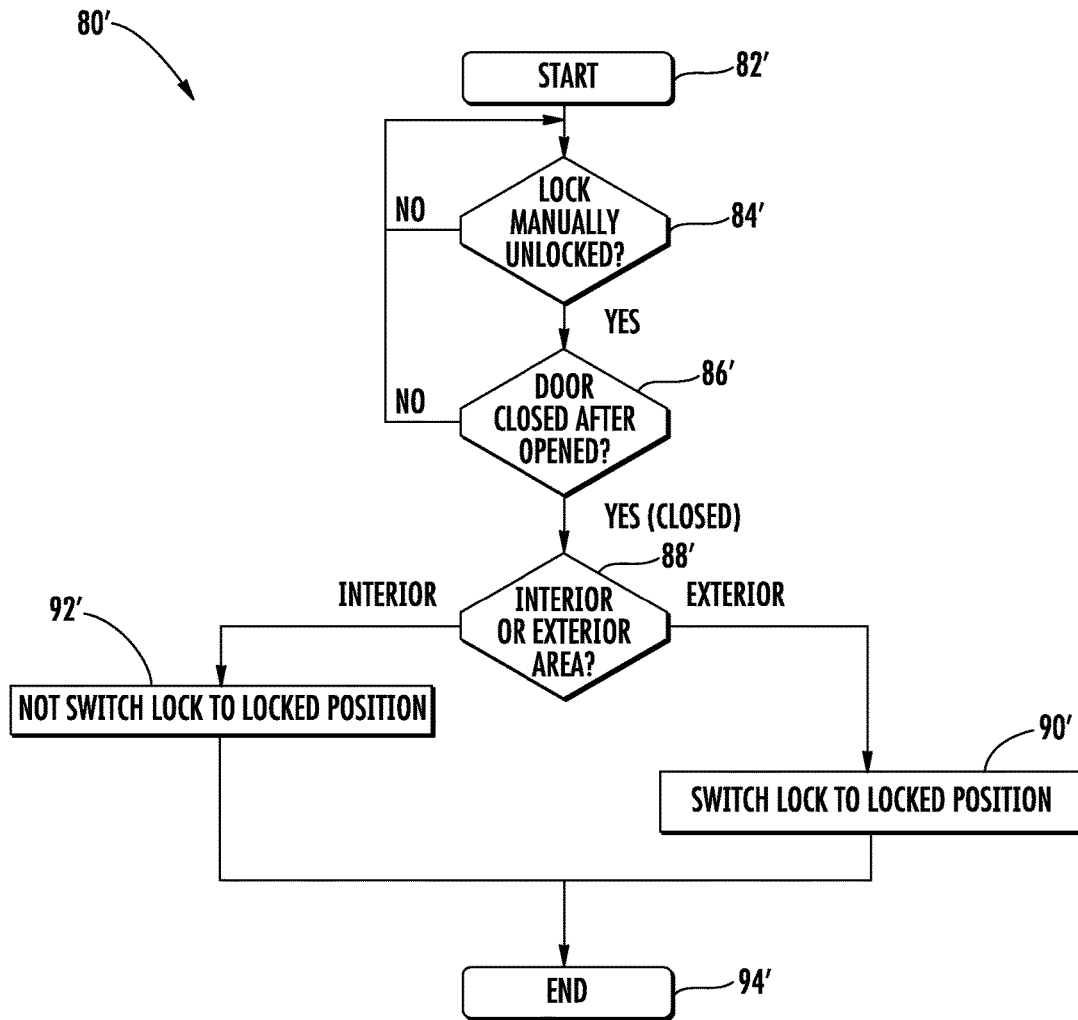 80'
START
82'
LOCK
MANUALLY
UNLOCKED?
84'
NO
YES
DOOR
CLOSED AFTER
OPENED?
86'
NO
YES (CLOSED)
88'
INTERIOR
INTERIOR
OR EXTERIOR
AREA?
EXTERIOR
92'
NOT SWITCH LOCK TO LOCKED POSITION
90'
SWITCH LOCK TO LOCKED POSITION
END
94'